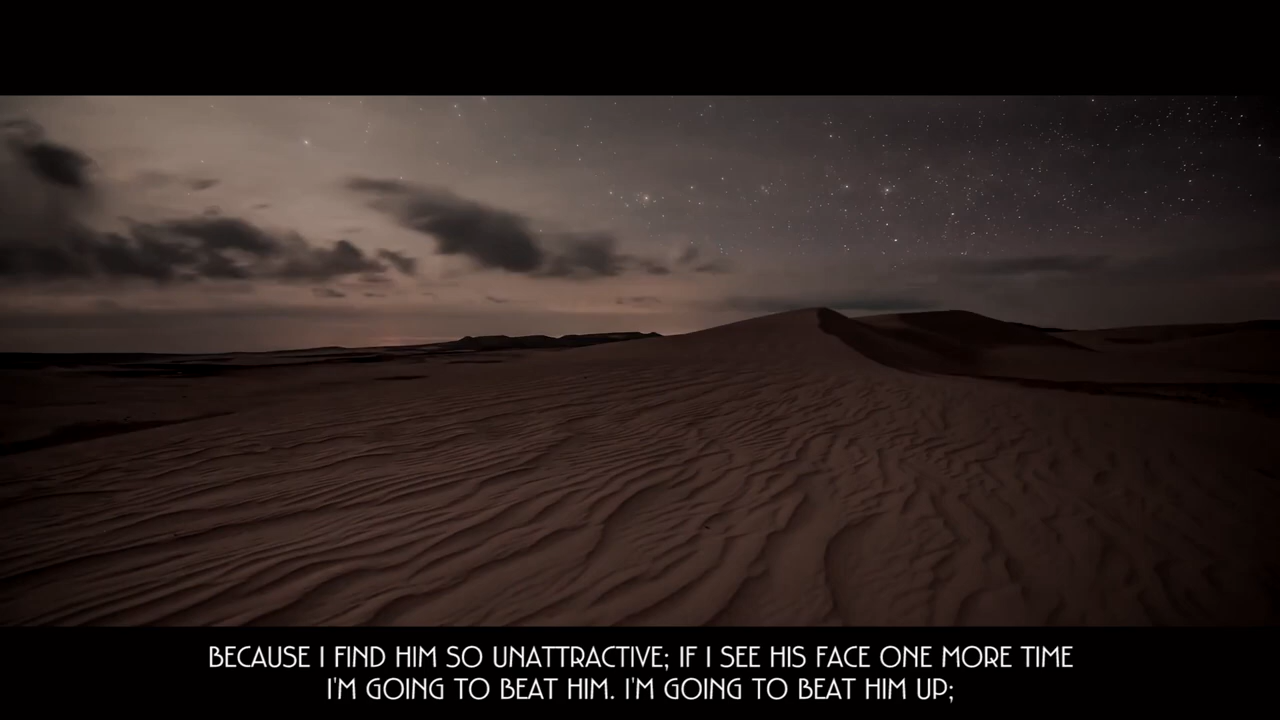 BECAUSE I FIND HIM SO UNATTRACTIVE; IF I SEE HIS FACE ONE MORE TIME
I'M GOING TO BEAT HIM. I'M GOING TO BEAT HIM UP;